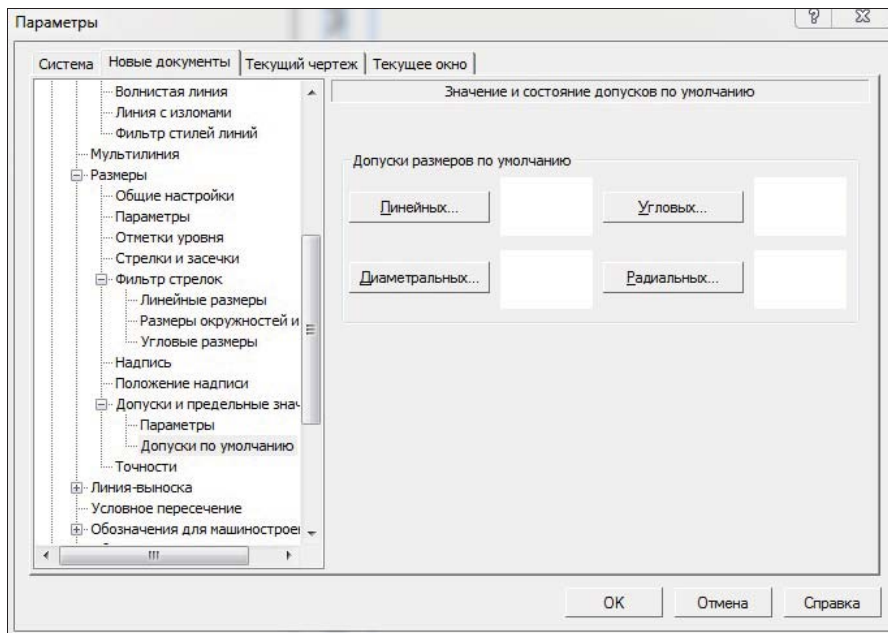 Параметры
Система Новые документы Текущий чертеж Текущее окно
Волнистая линия
Линия с изломами
Фильтр стилей линий
Мультилиния
Размеры
Общие настройки
Параметры
Отметки уровня
Стрелки и засечки
Фильтр стрелок
Линейные размеры
Размеры окружностей и
Угловые размеры
Надпись
Положение надписи
Допуски и предельные знач
Параметры
Допуски по умолчанию
Точности
Линия-выноска
Условное пересечение
Обозначения для машинострое
Значение и состояние допусков по умолчанию
Допуски размеров по умолчанию
Линейных... Угловых...
Диаметральных... Радиальных...
OK Отмена Справка